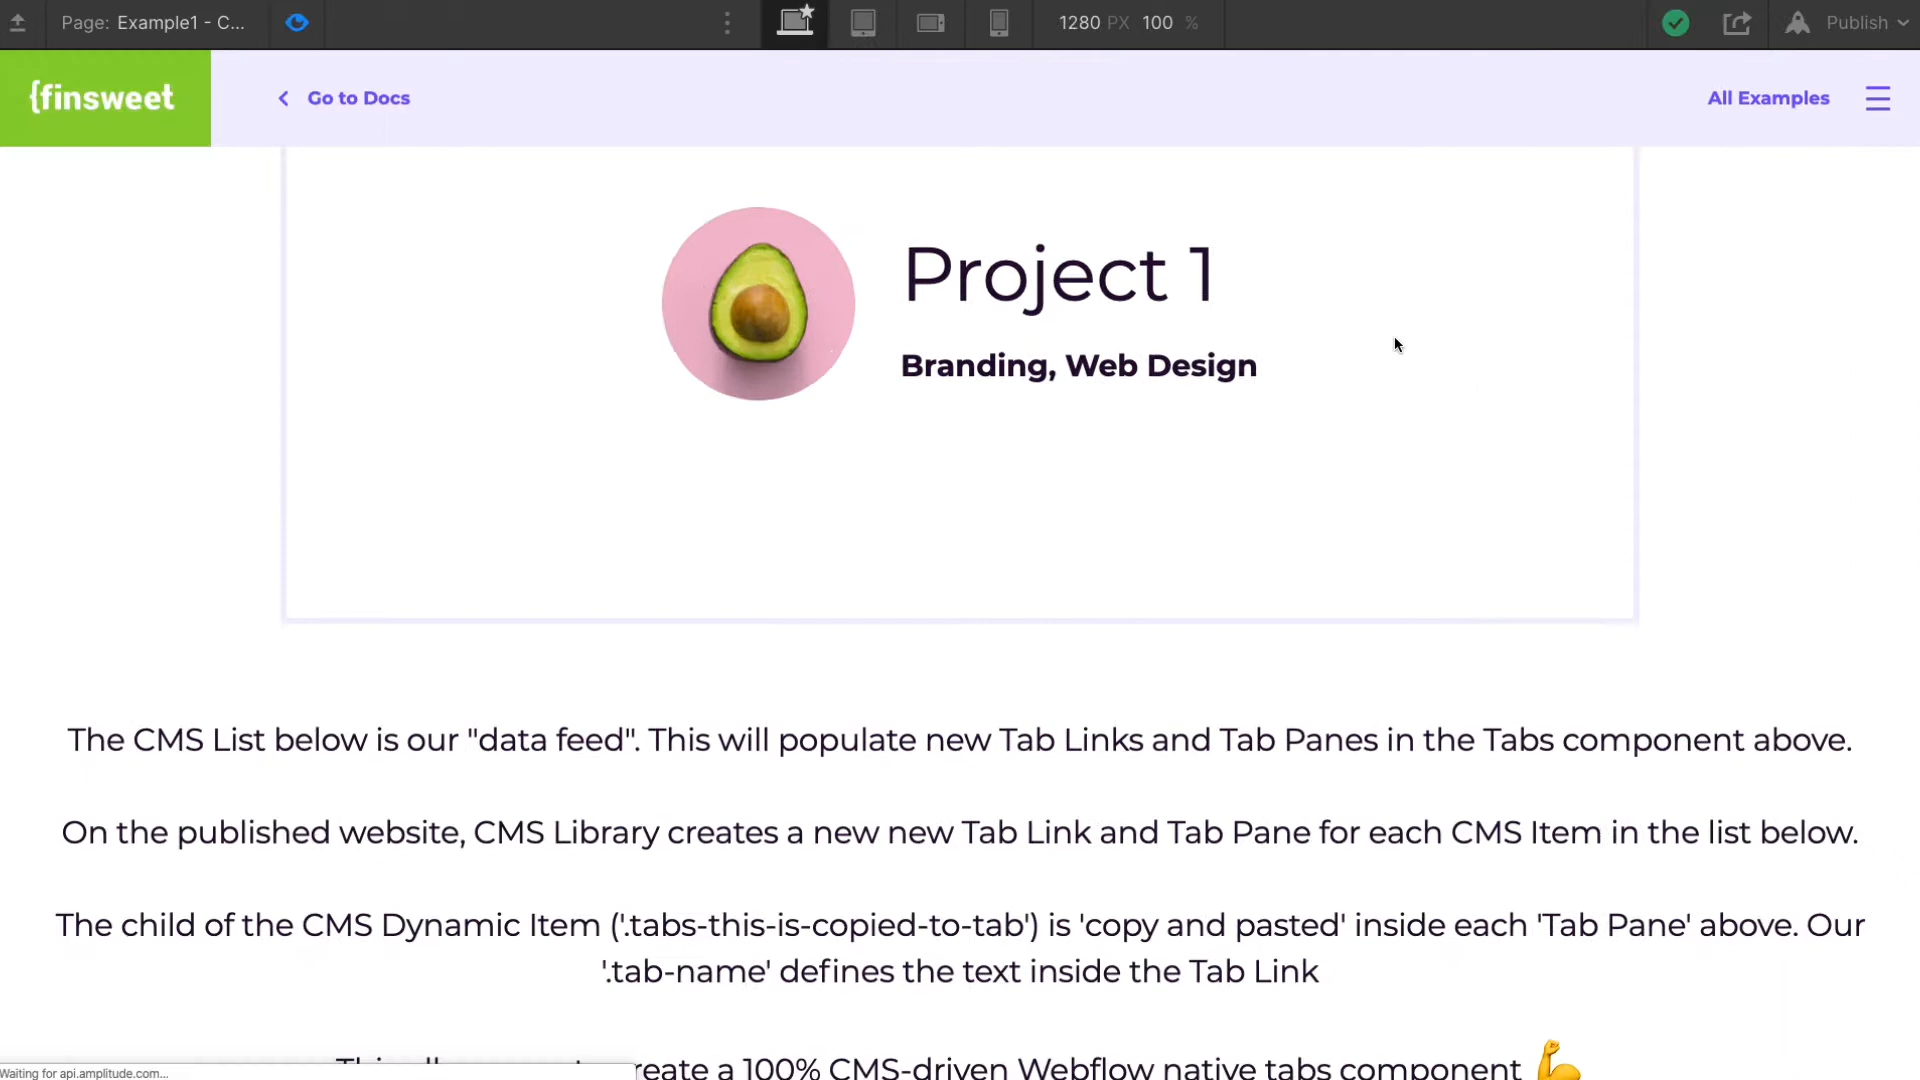 Page: Example1 - C... 1280 PX 100 % Publish
{finsweet Go to Docs All Examples
Project 1
Branding, Web Design
The CMS List below is our "data feed". This will populate new Tab Links and Tab Panes in the Tabs component above.
On the published website, CMS Library creates a new new Tab Link and Tab Pane for each CMS Item in the list below.
The child of the CMS Dynamic Item ('.tabs-this-is-copied-to-tab') is 'copy and pasted' inside each 'Tab Pane' above. Our
'.tab-name' defines the text inside the Tab Link
a 100% CMS-driven Webflow native tabs component 💪
Waiting for api.amplitude.com...